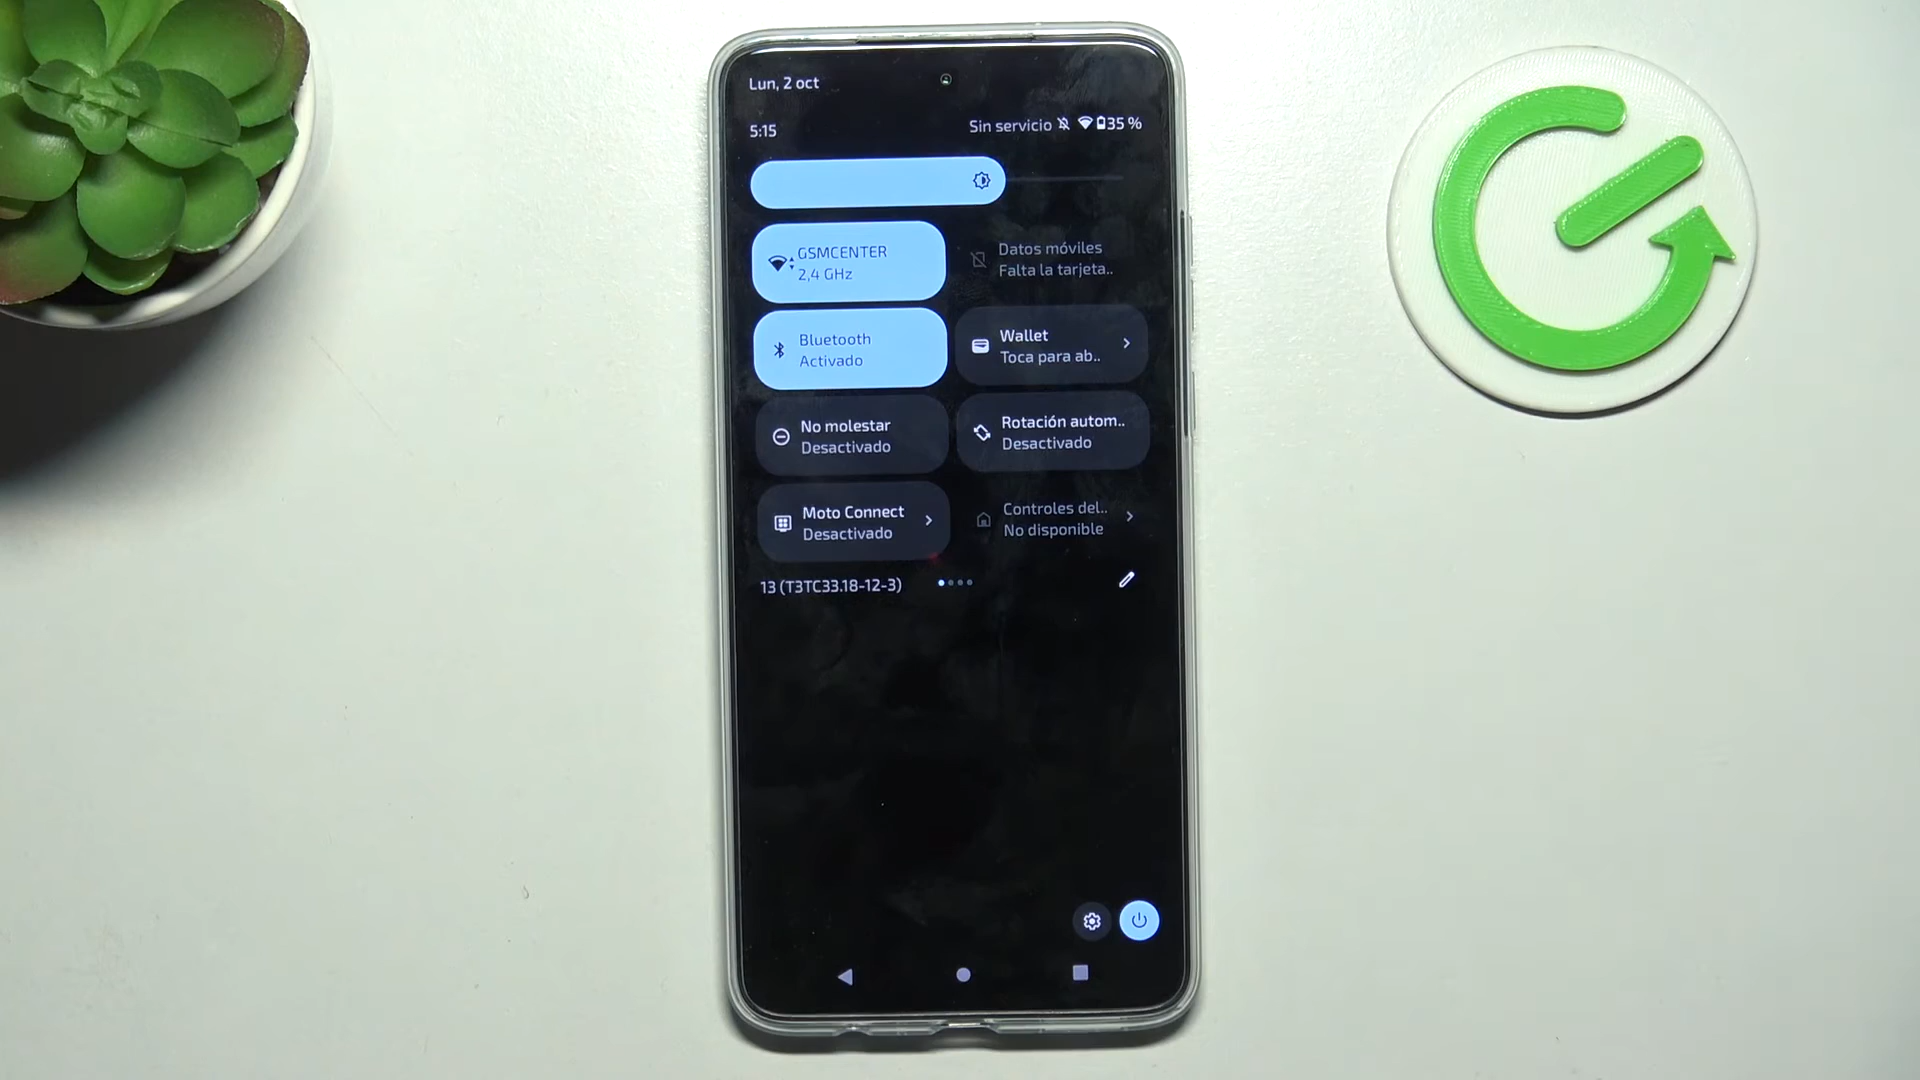 Lun, 2 oct
5:15
Sin servicio 35 %
GSMCENTER
2,4 GHz
Datos móviles
Falta la tarjeta..
Bluetooth
Activado
Wallet
Toca para ab..
No molestar
Desactivado
Rotación autom..
Desactivado
Moto Connect
Desactivado
Controles del..
No disponible
13 (T3TC33.18-12-3)